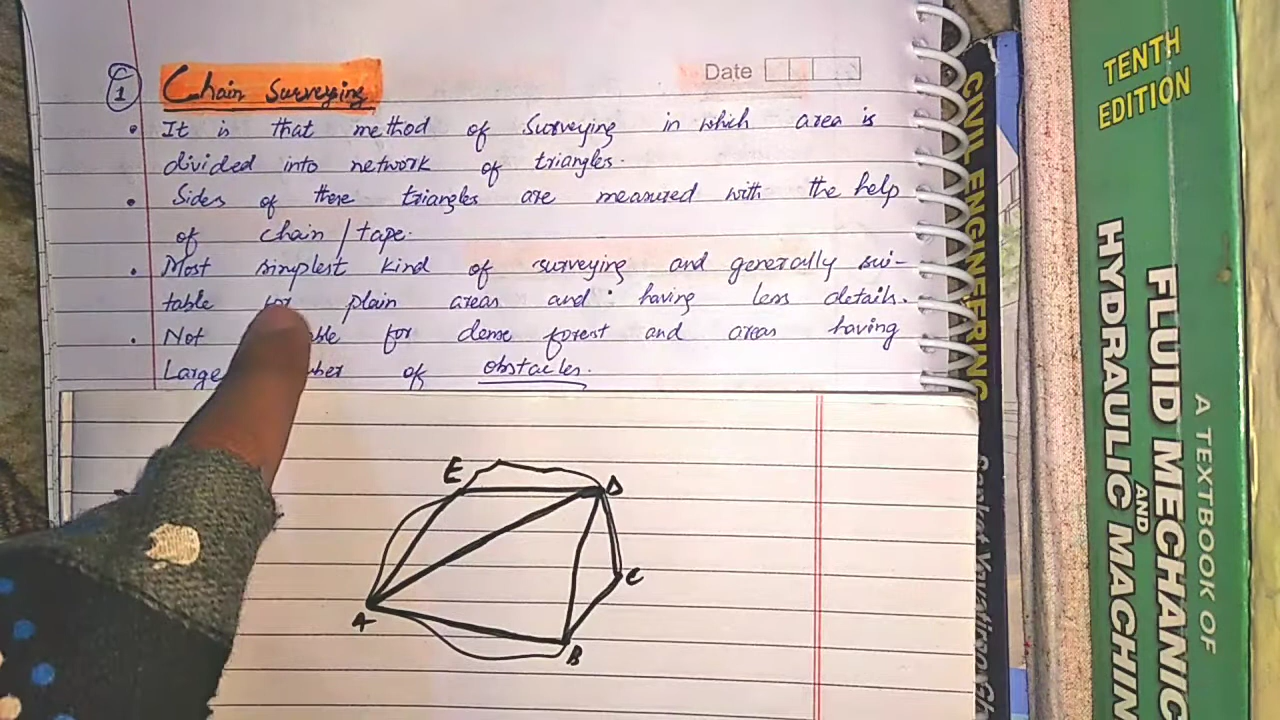 1
Chain Surveying
Date
• It is that method of Surveying in which area is
divided into network of triangles.
• Sides of these triangles are measured with the help
of chain / tape.
• Most simplest kind of surveying and generally sui-
table for plain areas and having less details.
• Not for dense forest and areas having
Large of obstacles.
E
D
C
A
B
CIVIL ENGINEERING
TENTH
EDITION
A TEXTBOOK OF
FLUID MECHANIC
AND
HYDRAULIC MACHIN